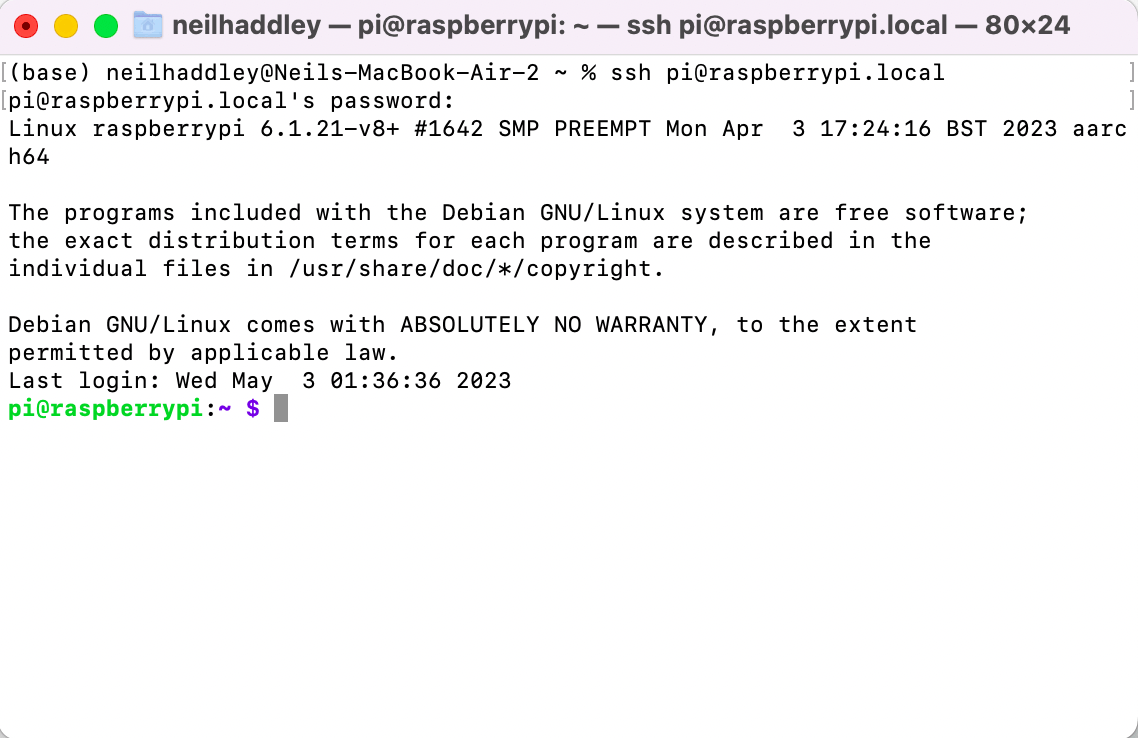 neilhaddley — pi@raspberrypi: ~ — ssh pi@raspberrypi.local — 80×24
[(base) neilhaddley@Neils-MacBook-Air-2 ~ % ssh pi@raspberrypi.local ]
[pi@raspberrypi.local's password: ]
Linux raspberrypi 6.1.21-v8+ #1642 SMP PREEMPT Mon Apr  3 17:24:16 BST 2023 aarc
h64
The programs included with the Debian GNU/Linux system are free software;
the exact distribution terms for each program are described in the
individual files in /usr/share/doc/*/copyright.
Debian GNU/Linux comes with ABSOLUTELY NO WARRANTY, to the extent
permitted by applicable law.
Last login: Wed May  3 01:36:36 2023
pi@raspberrypi:~ $